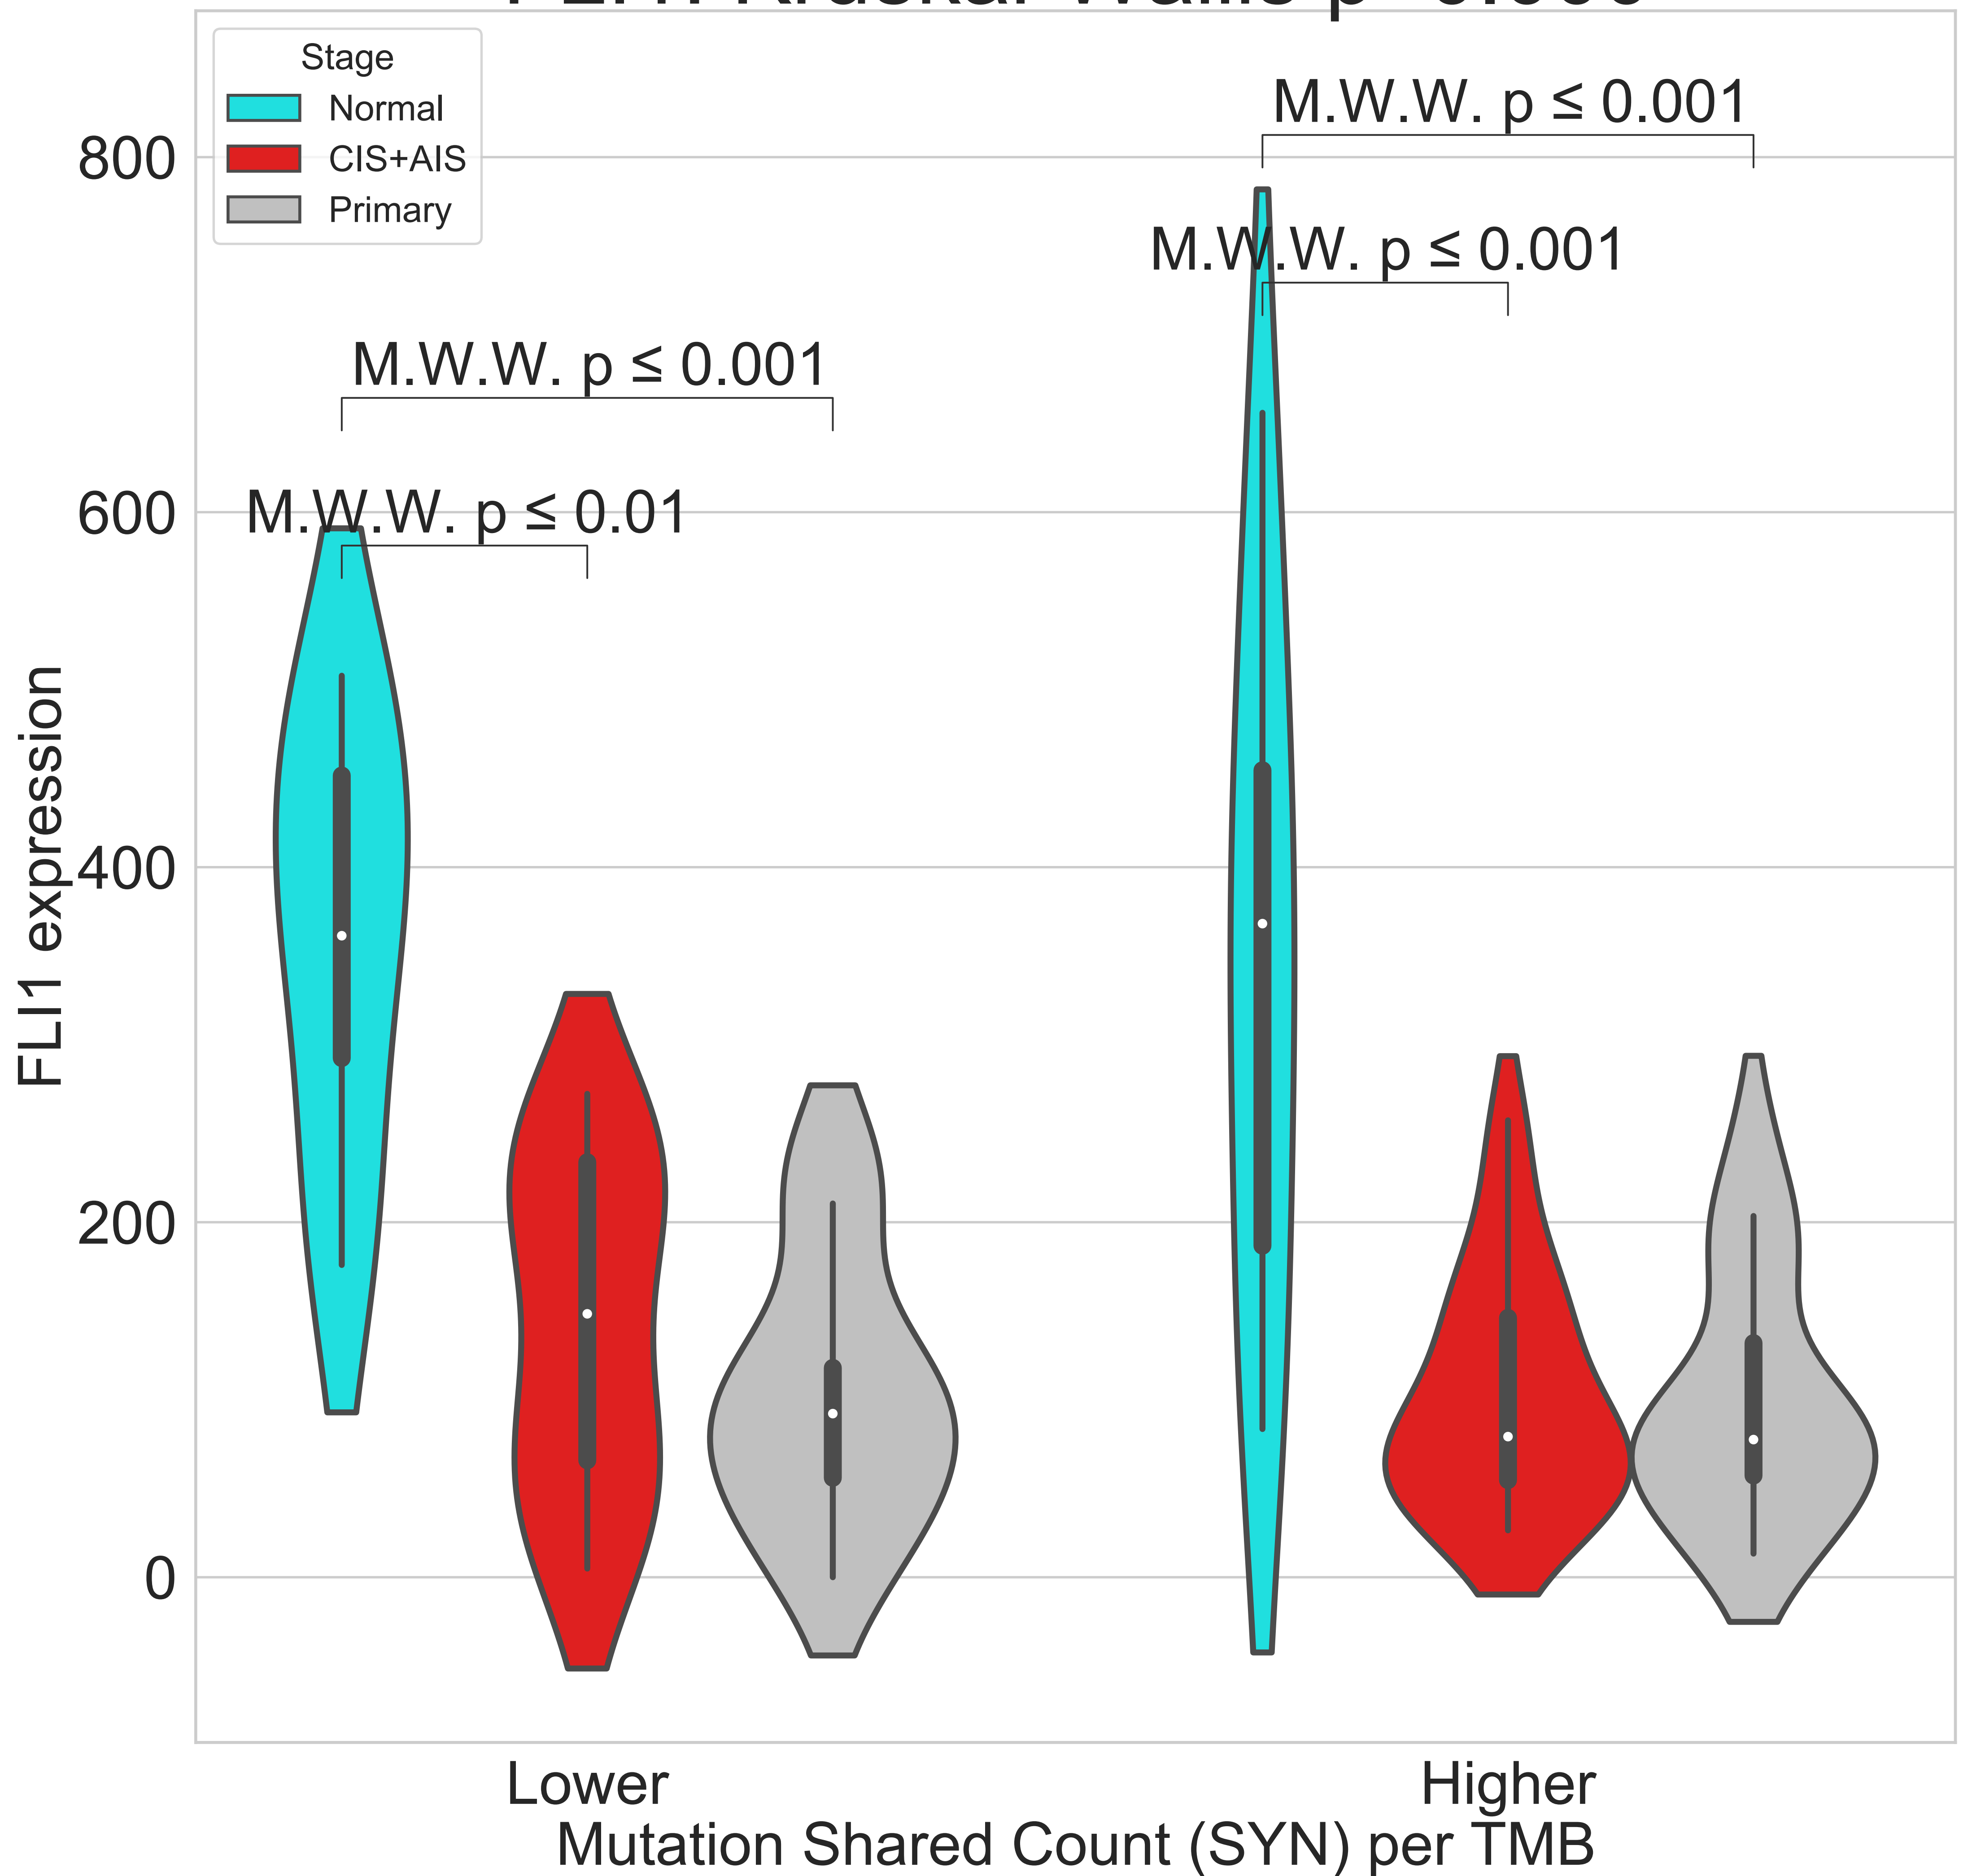 Stage
Normal
CIS+AIS
Primary
M.W.W. p ≤ 0.001
M.W.W. p ≤ 0.001
M.W.W. p ≤ 0.001
M.W.W. p ≤ 0.01
800
600
400
200
0
FLI1 expression
Lower
Higher
Mutation Shared Count (SYN) per TMB